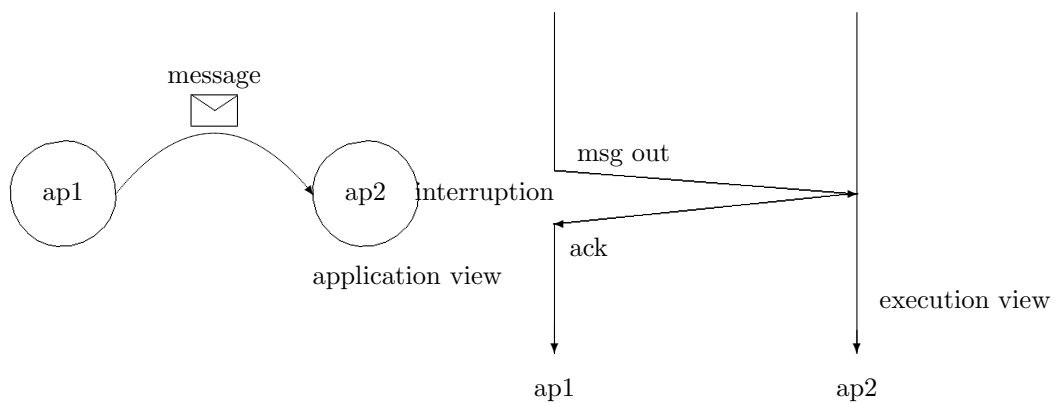 message
msg out
ap1
ap2
interruption
ack
application view
execution view
ap1
ap2